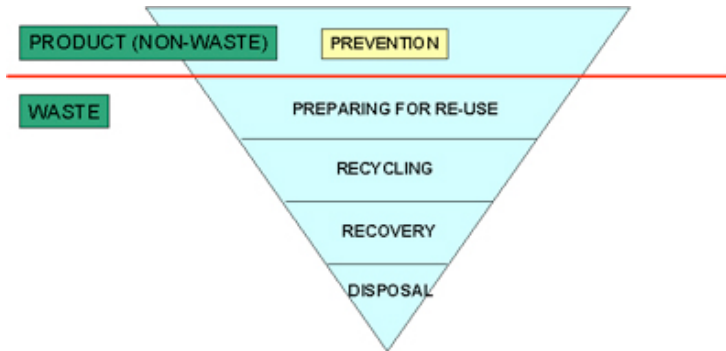 PRODUCT (NON-WASTE)
PREVENTION
WASTE
PREPARING FOR RE-USE
RECYCLING
RECOVERY
DISPOSAL